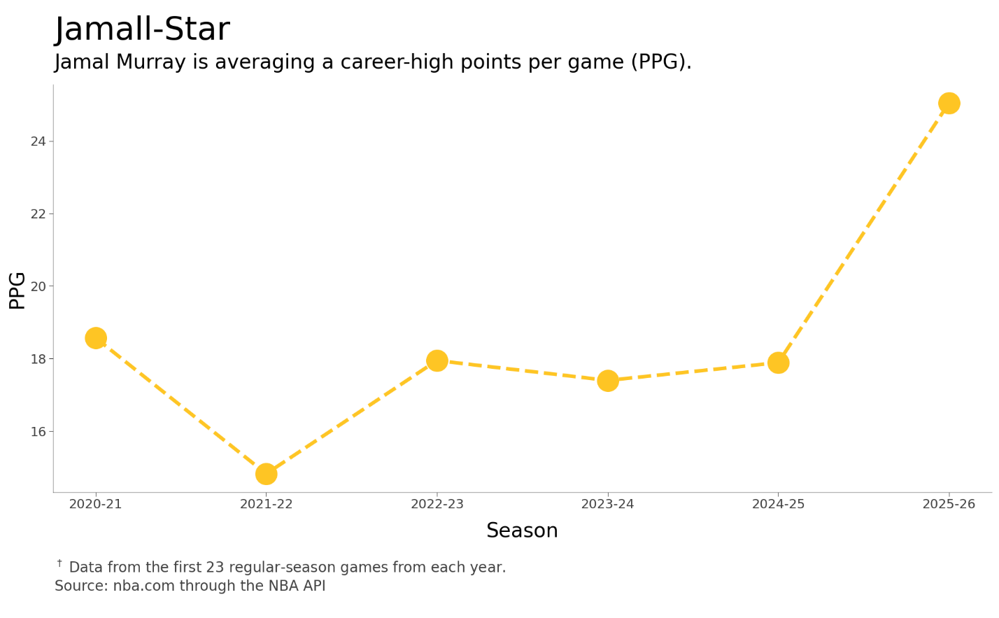 Jamall-Star
Jamal Murray is averaging a career-high points per game (PPG).
24
22
20
18
16
PPG
2020-21
2021-22
2022-23
2023-24
2024-25
2025-26
Season
† Data from the first 23 regular-season games from each year.
Source: nba.com through the NBA API